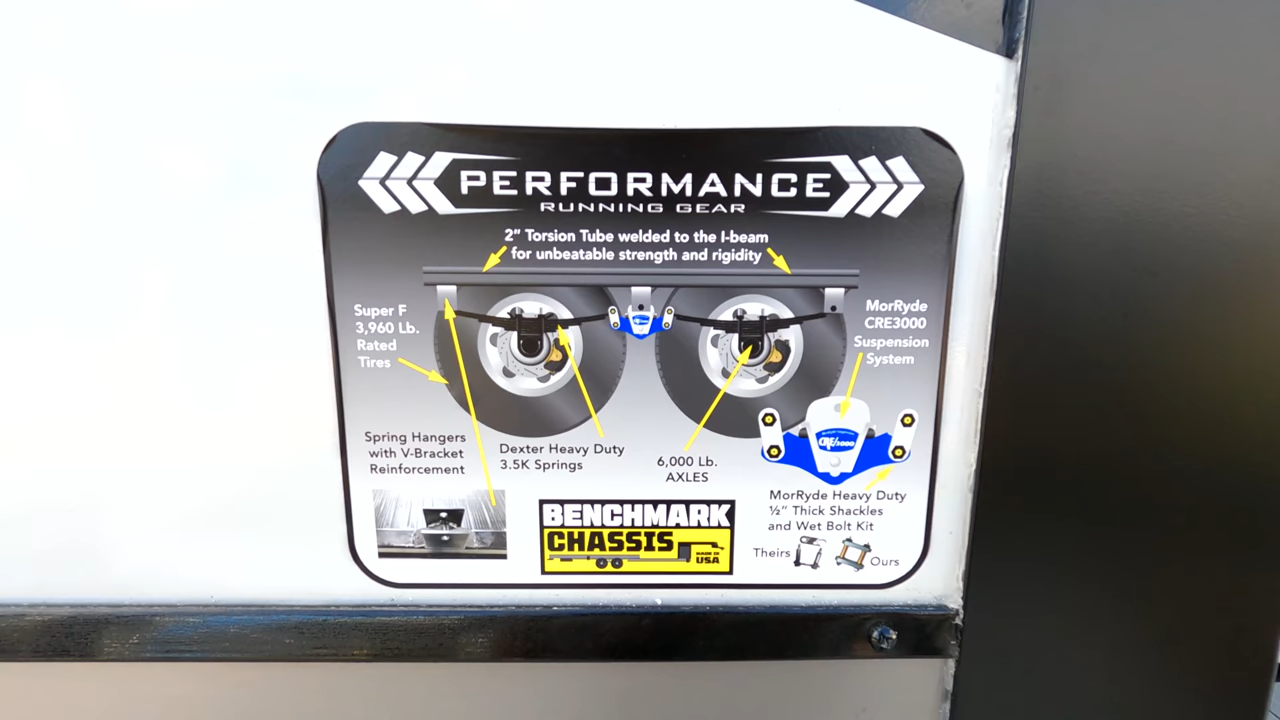 PERFORMANCE
RUNNING GEAR
2" Torsion Tube welded to the I-beam
for unbeatable strength and rigidity
Super F
3,960 Lb.
Rated
Tires
MorRyde
CRE3000
Suspension
System
Spring Hangers
with V-Bracket
Reinforcement
Dexter Heavy Duty
3.5K Springs
6,000 Lb.
AXLES
CRE/3000
MorRyde Heavy Duty
½" Thick Shackles
and Wet Bolt Kit
Theirs
Ours
BENCHMARK
CHASSIS
MADE IN
USA